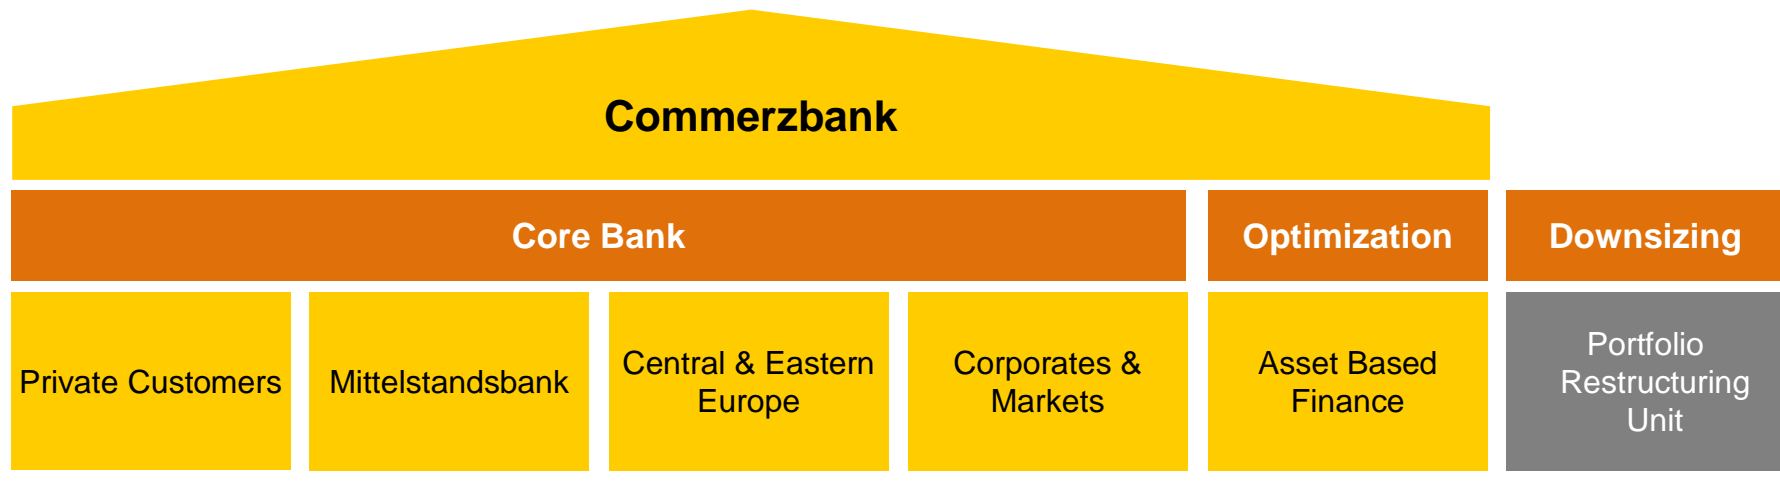 Commerzbank
Core Bank
Optimization
Downsizing
Private Customers
Mittelstandsbank
Central & Eastern
Europe
Corporates &
Markets
Asset Based
Finance
Portfolio
Restructuring
Unit